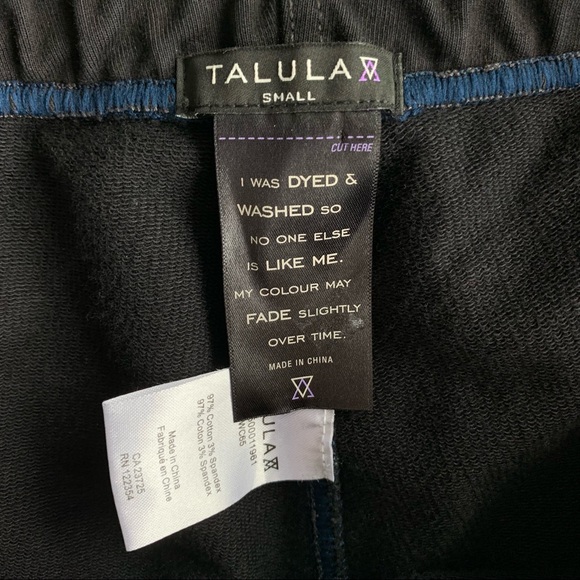 TALULA
SMALL
CUT HERE
I WAS DYED &
WASHED SO
NO ONE ELSE
IS LIKE ME.
MY COLOUR MAY
FADE SLIGHTLY
OVER TIME.
MADE IN CHINA
TALULA
97% Cotton 3% Spandex
97% Coton 3% Spandex
Made in China
Fabriqué en Chine
CA 23725
RN 122354